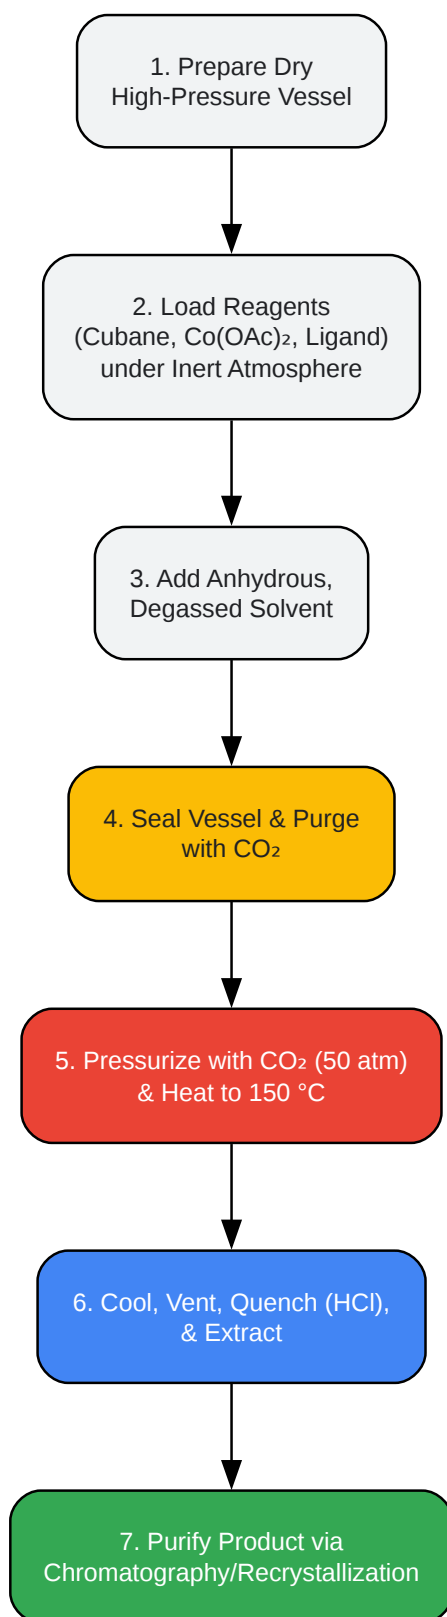 1. Prepare Dry
High-Pressure Vessel
2. Load Reagents
(Cubane, Co(OAc)₂, Ligand)
under Inert Atmosphere
3. Add Anhydrous,
Degassed Solvent
4. Seal Vessel & Purge
with CO₂
5. Pressurize with CO₂ (50 atm)
& Heat to 150 °C
6. Cool, Vent, Quench (HCl),
& Extract
7. Purify Product via
Chromatography/Recrystallization